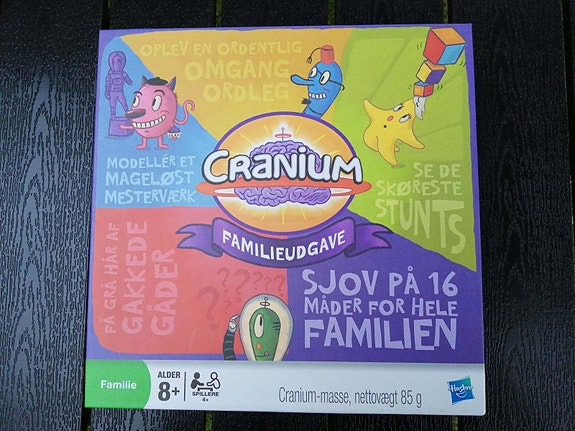 OPLEV EN ORDENTLIG
OMGANG
ORDLEG
MODELLÉR ET
MAGELØST
MESTERVÆRK
CRANIUM
FAMILIEUDGAVE
SE DE
SKØRESTE
STUNTS
FÅ GRÅ HÅR AF
GAKKEDE
GÅDER
SJOV PÅ 16
MÅDER FOR HELE
FAMILIEN
Familie
ALDER
8+
SPILLERE
4+
Cranium-masse, nettovægt 85 g
Hasbro